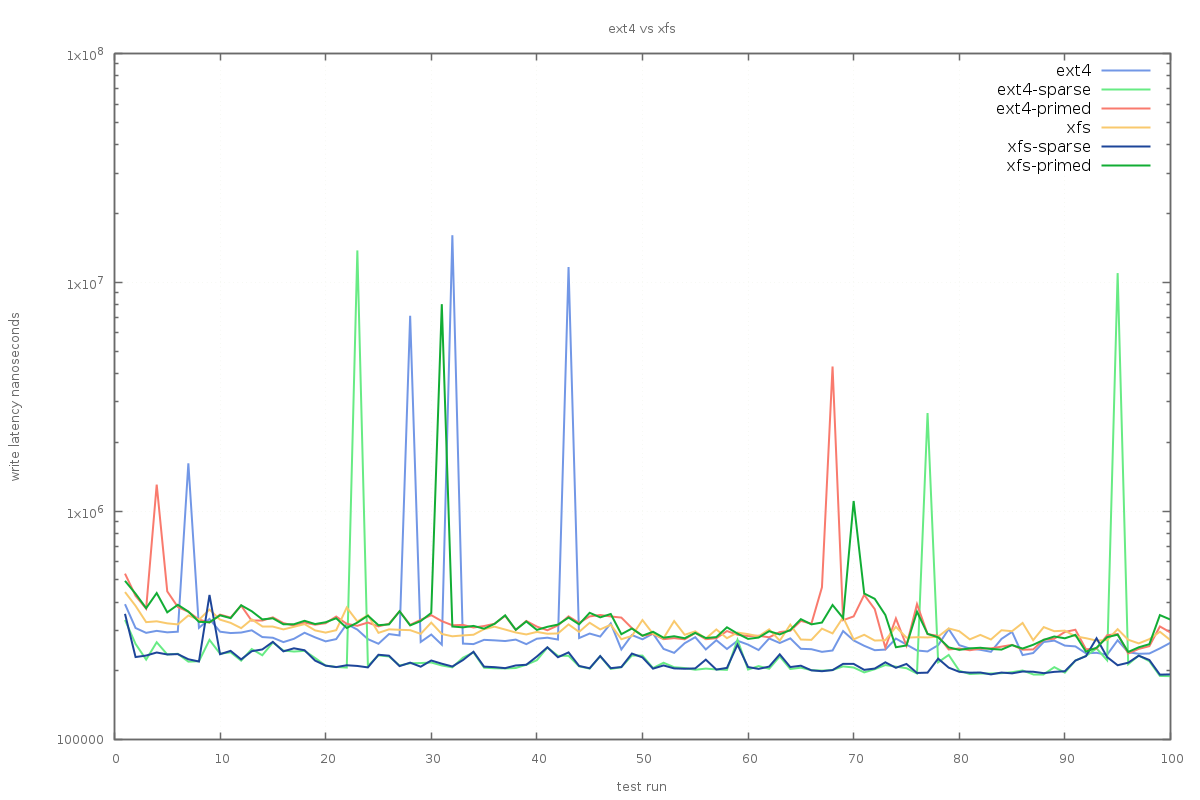 ext4 vs xfs
1x10^8
1x10^7
1x10^6
100000
write latency nanoseconds
ext4
ext4-sparse
ext4-primed
xfs
xfs-sparse
xfs-primed
0 10 20 30 40 50 60 70 80 90 100
test run